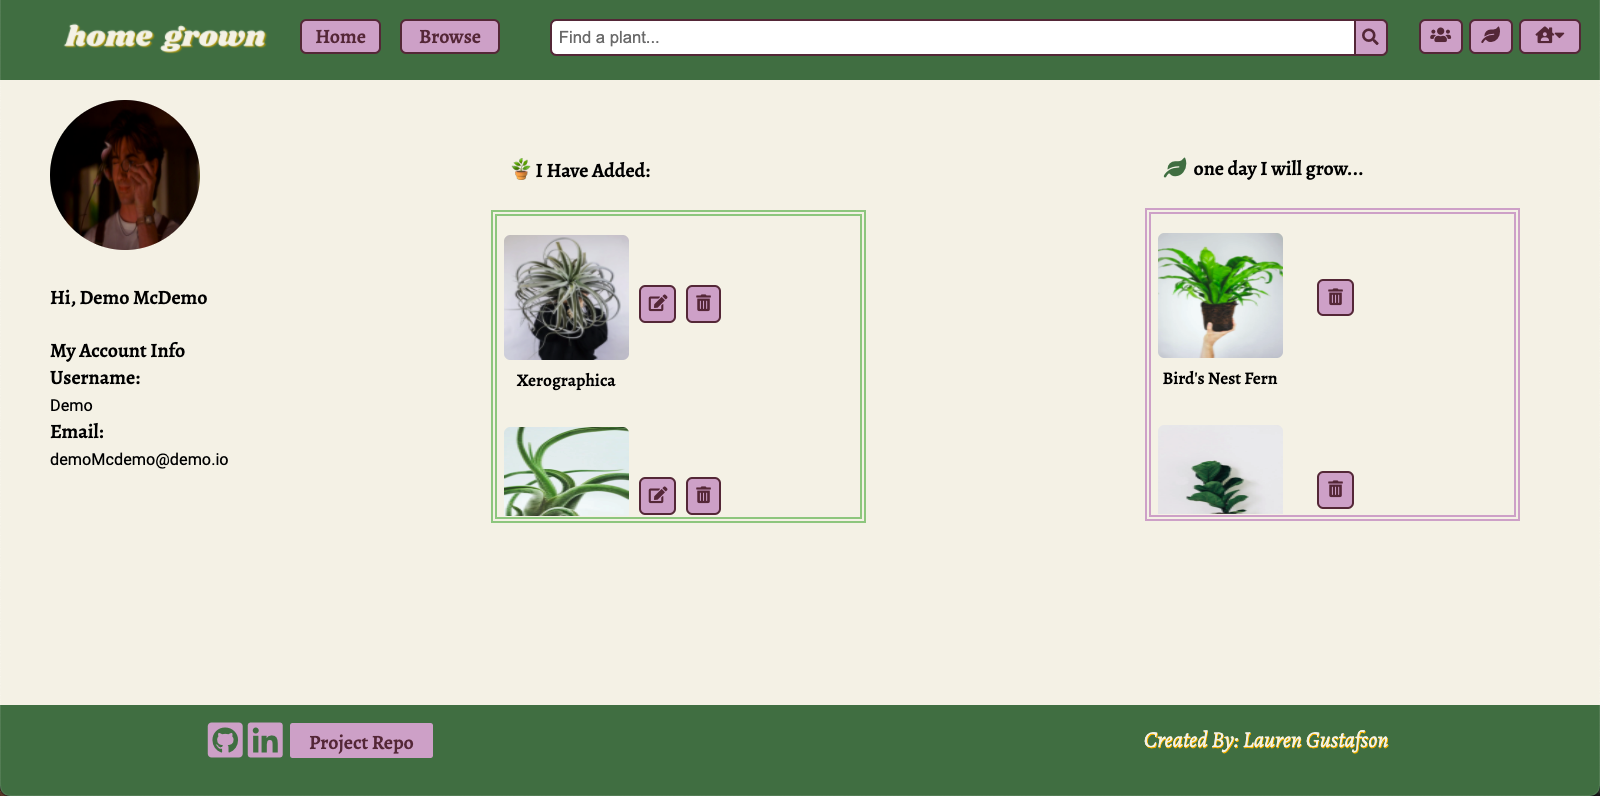 home grown
Home
Browse
Find a plant...
Hi, Demo McDemo
My Account Info
Username:
Demo
Email:
demoMcdemo@demo.io
I Have Added:
Xerographica
one day I will grow...
Bird's Nest Fern
in
Project Repo
Created By: Lauren Gustafson